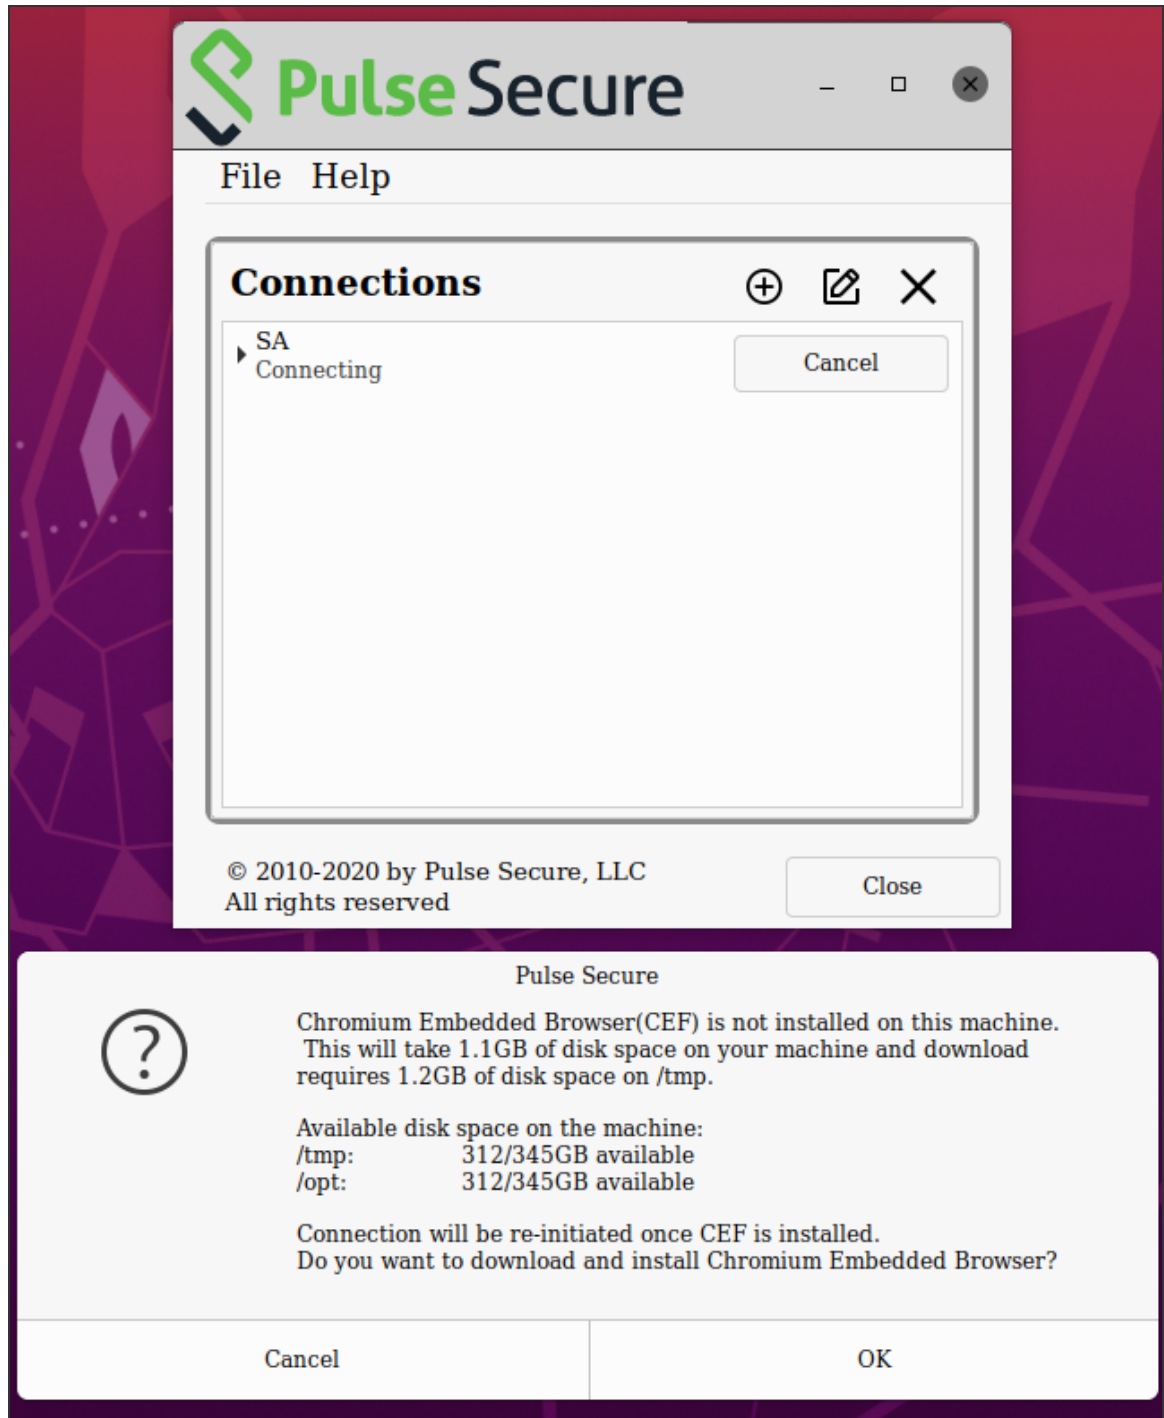 Pulse Secure
File Help
Connections
SA
Connecting
Cancel
© 2010-2020 by Pulse Secure, LLC
All rights reserved
Close
Pulse Secure
Chromium Embedded Browser(CEF) is not installed on this machine.
This will take 1.1GB of disk space on your machine and download
requires 1.2GB of disk space on /tmp.
Available disk space on the machine:
/tmp: 312/345GB available
/opt: 312/345GB available
Connection will be re-initiated once CEF is installed.
Do you want to download and install Chromium Embedded Browser?
Cancel OK